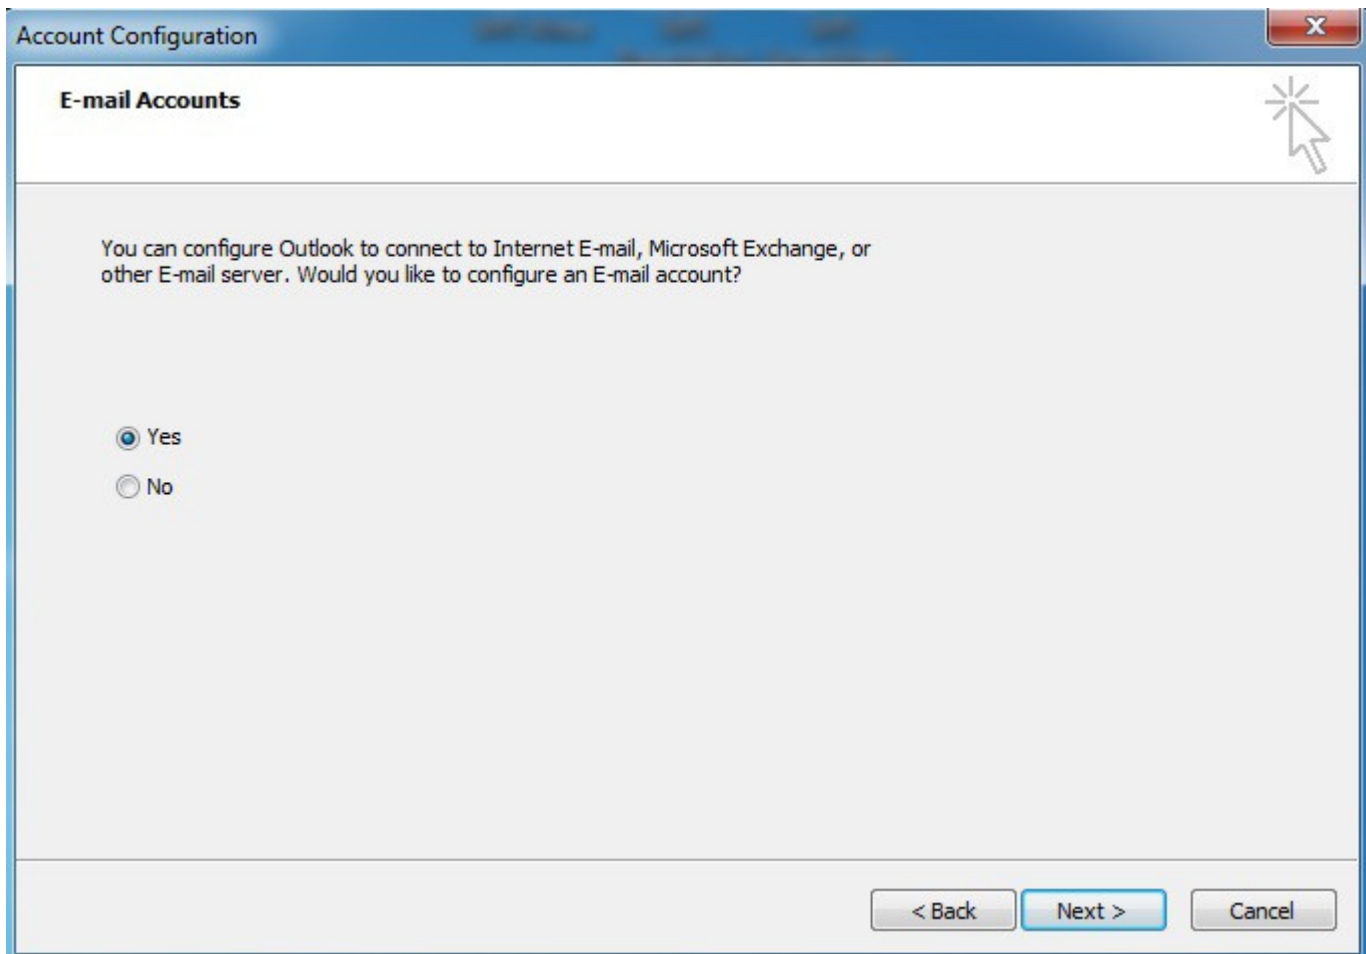 Account Configuration
E-mail Accounts
You can configure Outlook to connect to Internet E-mail, Microsoft Exchange, or
other E-mail server. Would you like to configure an E-mail account?
Yes
No
< Back
Next >
Cancel